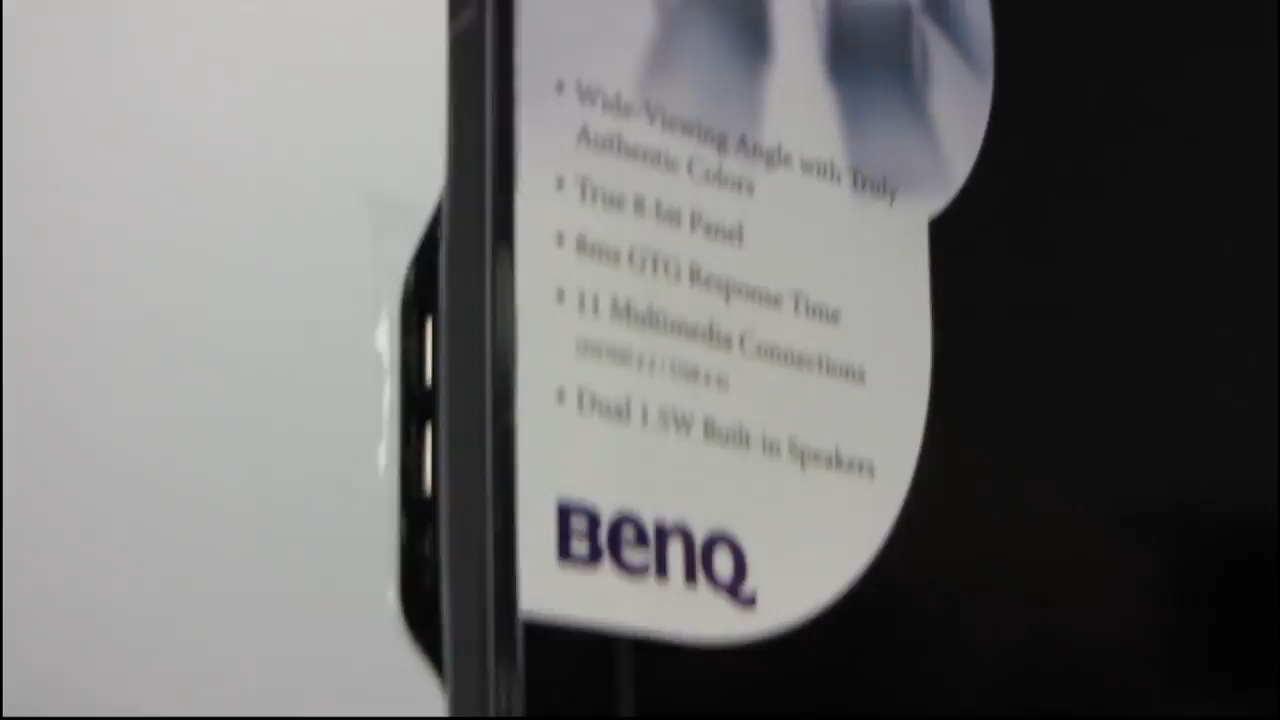 • Wide-Viewing Angle with Truly
Authentic Colors
• True 8-bit Panel
• 8ms GTG Response Time
• 11 Multimedia Connections
• Dual 1.5W Built-in Speakers
BenQ